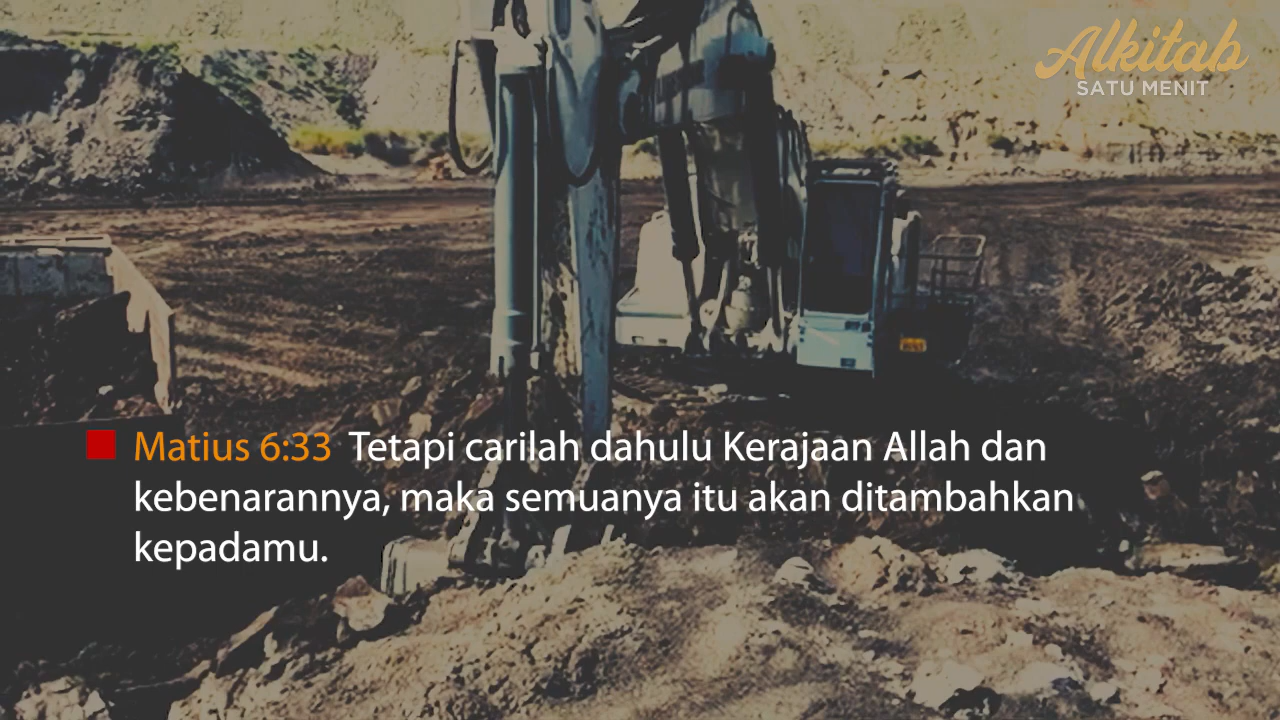 Alkitab
SATU MENIT
Matius 6:33 Tetapi carilah dahulu Kerajaan Allah dan
kebenarannya, maka semuanya itu akan ditambahkan
kepadamu.